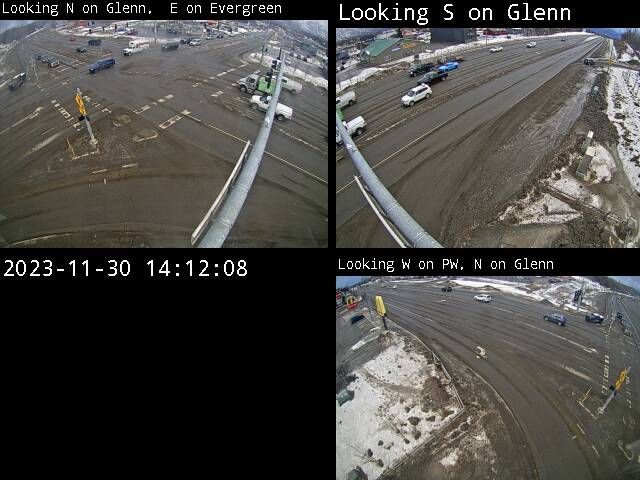 Looking N on Glenn, E on Evergreen
Looking S on Glenn
2023-11-30 14:12:08
Looking W on PW, N on Glenn